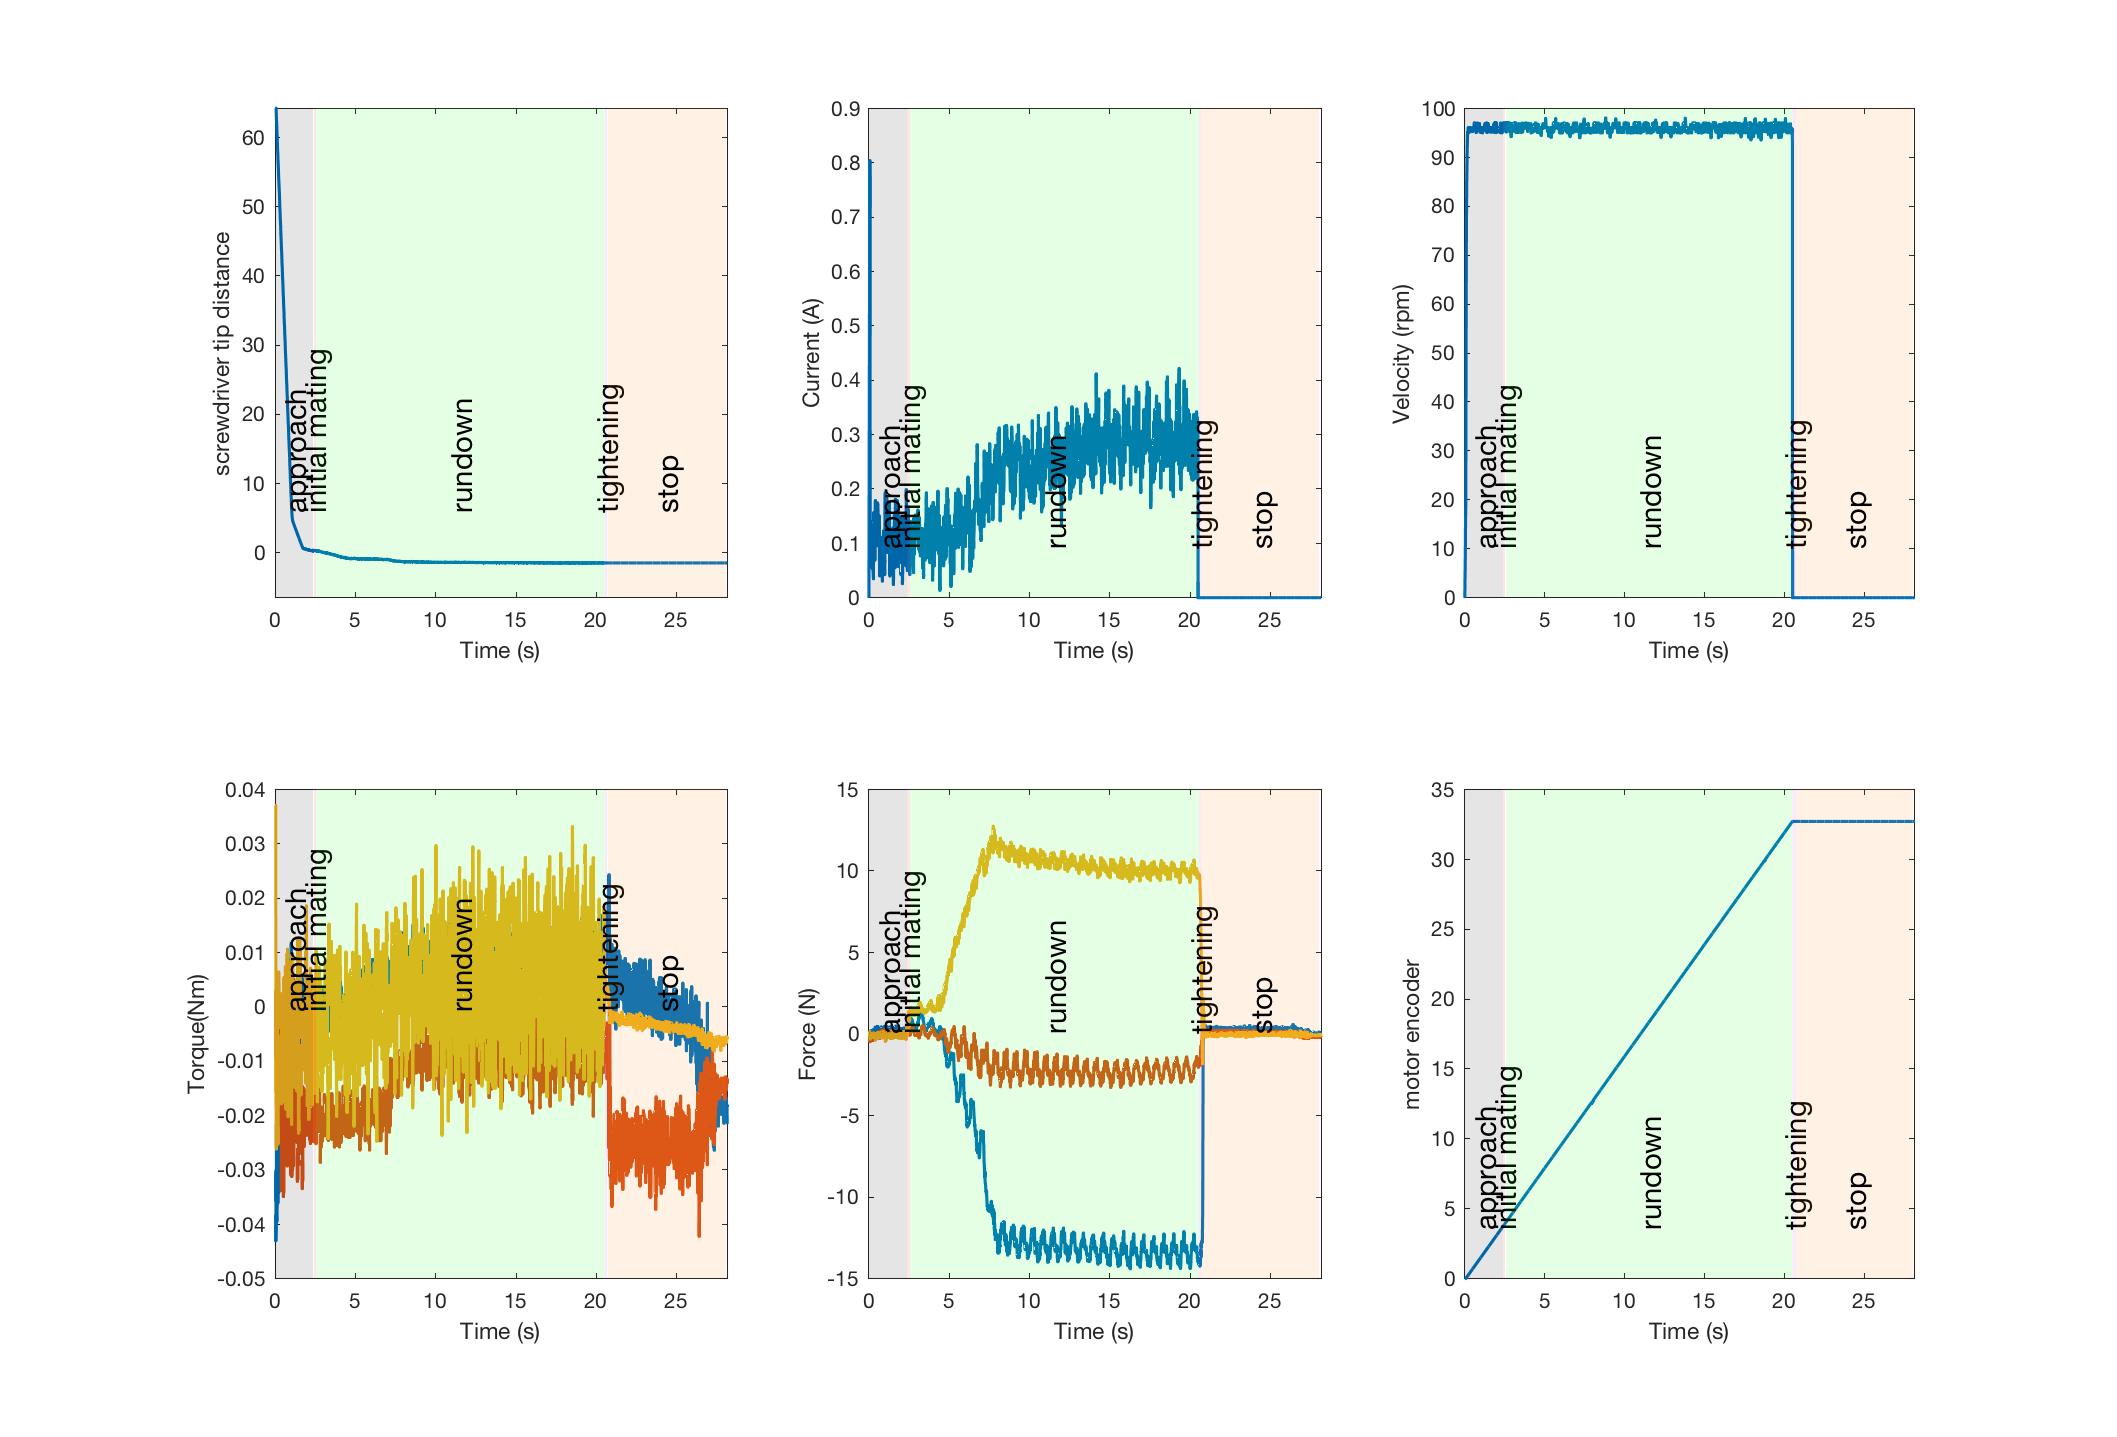 60
50
40
30
20
10
0
screwdriver tip distance
approach
initial mating
rundown
tightening
stop
0 5 10 15 20 25
Time (s)
0.9
0.8
0.7
0.6
0.5
0.4
0.3
0.2
0.1
0
Current (A)
approach
initial mating
rundown
tightening
stop
0 5 10 15 20 25
Time (s)
100
90
80
70
60
50
40
30
20
10
0
Velocity (rpm)
approach
initial mating
rundown
tightening
stop
0 5 10 15 20 25
Time (s)
0.04
0.03
0.02
0.01
0
-0.01
-0.02
-0.03
-0.04
-0.05
Torque(Nm)
approach
initial mating
rundown
tightening
stop
0 5 10 15 20 25
Time (s)
15
10
5
0
-5
-10
-15
Force (N)
approach
initial mating
rundown
tightening
stop
0 5 10 15 20 25
Time (s)
35
30
25
20
15
10
5
0
motor encoder
approach
initial mating
rundown
tightening
stop
0 5 10 15 20 25
Time (s)